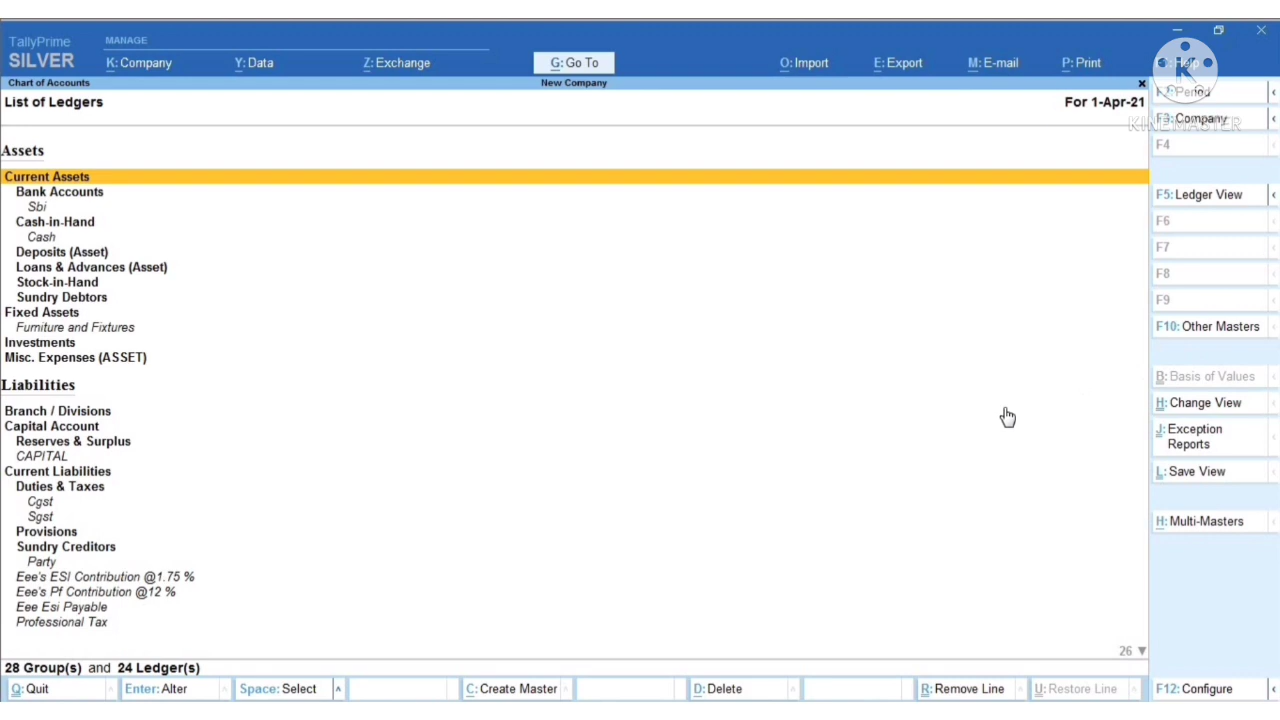 TallyPrime
MANAGE
SILVER
K: Company
Y: Data
Z: Exchange
G: Go To
O: Import
E: Export
M: E-mail
P: Print
Help
Chart of Accounts
New Company
List of Ledgers
For 1-Apr-21
Assets
Current Assets
Bank Accounts
Sbi
Cash-in-Hand
Cash
Deposits (Asset)
Loans & Advances (Asset)
Stock-in-Hand
Sundry Debtors
Fixed Assets
Furniture and Fixtures
Investments
Misc. Expenses (ASSET)
Liabilities
Branch / Divisions
Capital Account
Reserves & Surplus
CAPITAL
Current Liabilities
Duties & Taxes
Cgst
Sgst
Provisions
Sundry Creditors
Party
Eee's ESI Contribution @1.75 %
Eee's Pf Contribution @12 %
Eee Esi Payable
Professional Tax
26
28 Group(s) and 24 Ledger(s)
F2: Period
F3: Company
KINEMASTER
F4
F5: Ledger View
F6
F7
F8
F9
F10: Other Masters
B: Basis of Values
H: Change View
J: Exception
Reports
L: Save View
H: Multi-Masters
Q: Quit
Enter: Alter
Space: Select
C: Create Master
D: Delete
R: Remove Line
U: Restore Line
F12: Configure